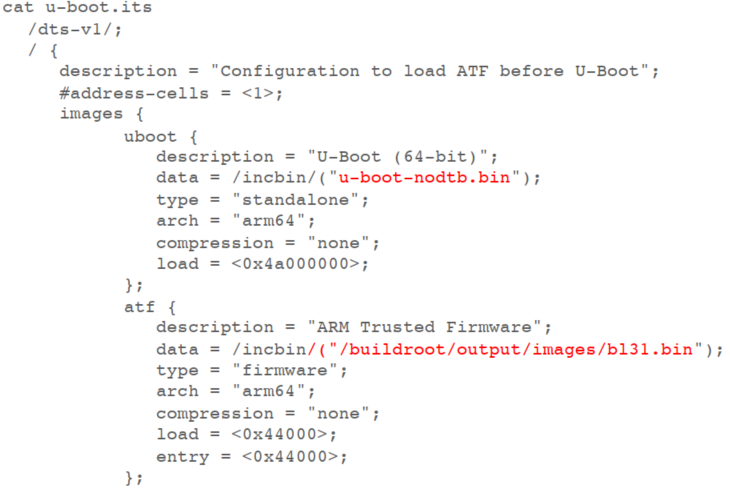 cat u-boot.its
/dts-v1/;
/ {
description = "Configuration to load ATF before U-Boot";
#address-cells = <1>;
images {
uboot {
description = "U-Boot (64-bit)";
data = /incbin/("u-boot-nodtb.bin");
type = "standalone";
arch = "arm64";
compression = "none";
load = <0x4a000000>;
};
atf {
description = "ARM Trusted Firmware";
data = /incbin/("/buildroot/output/images/bl31.bin");
type = "firmware";
arch = "arm64";
compression = "none";
load = <0x44000>;
entry = <0x44000>;
};